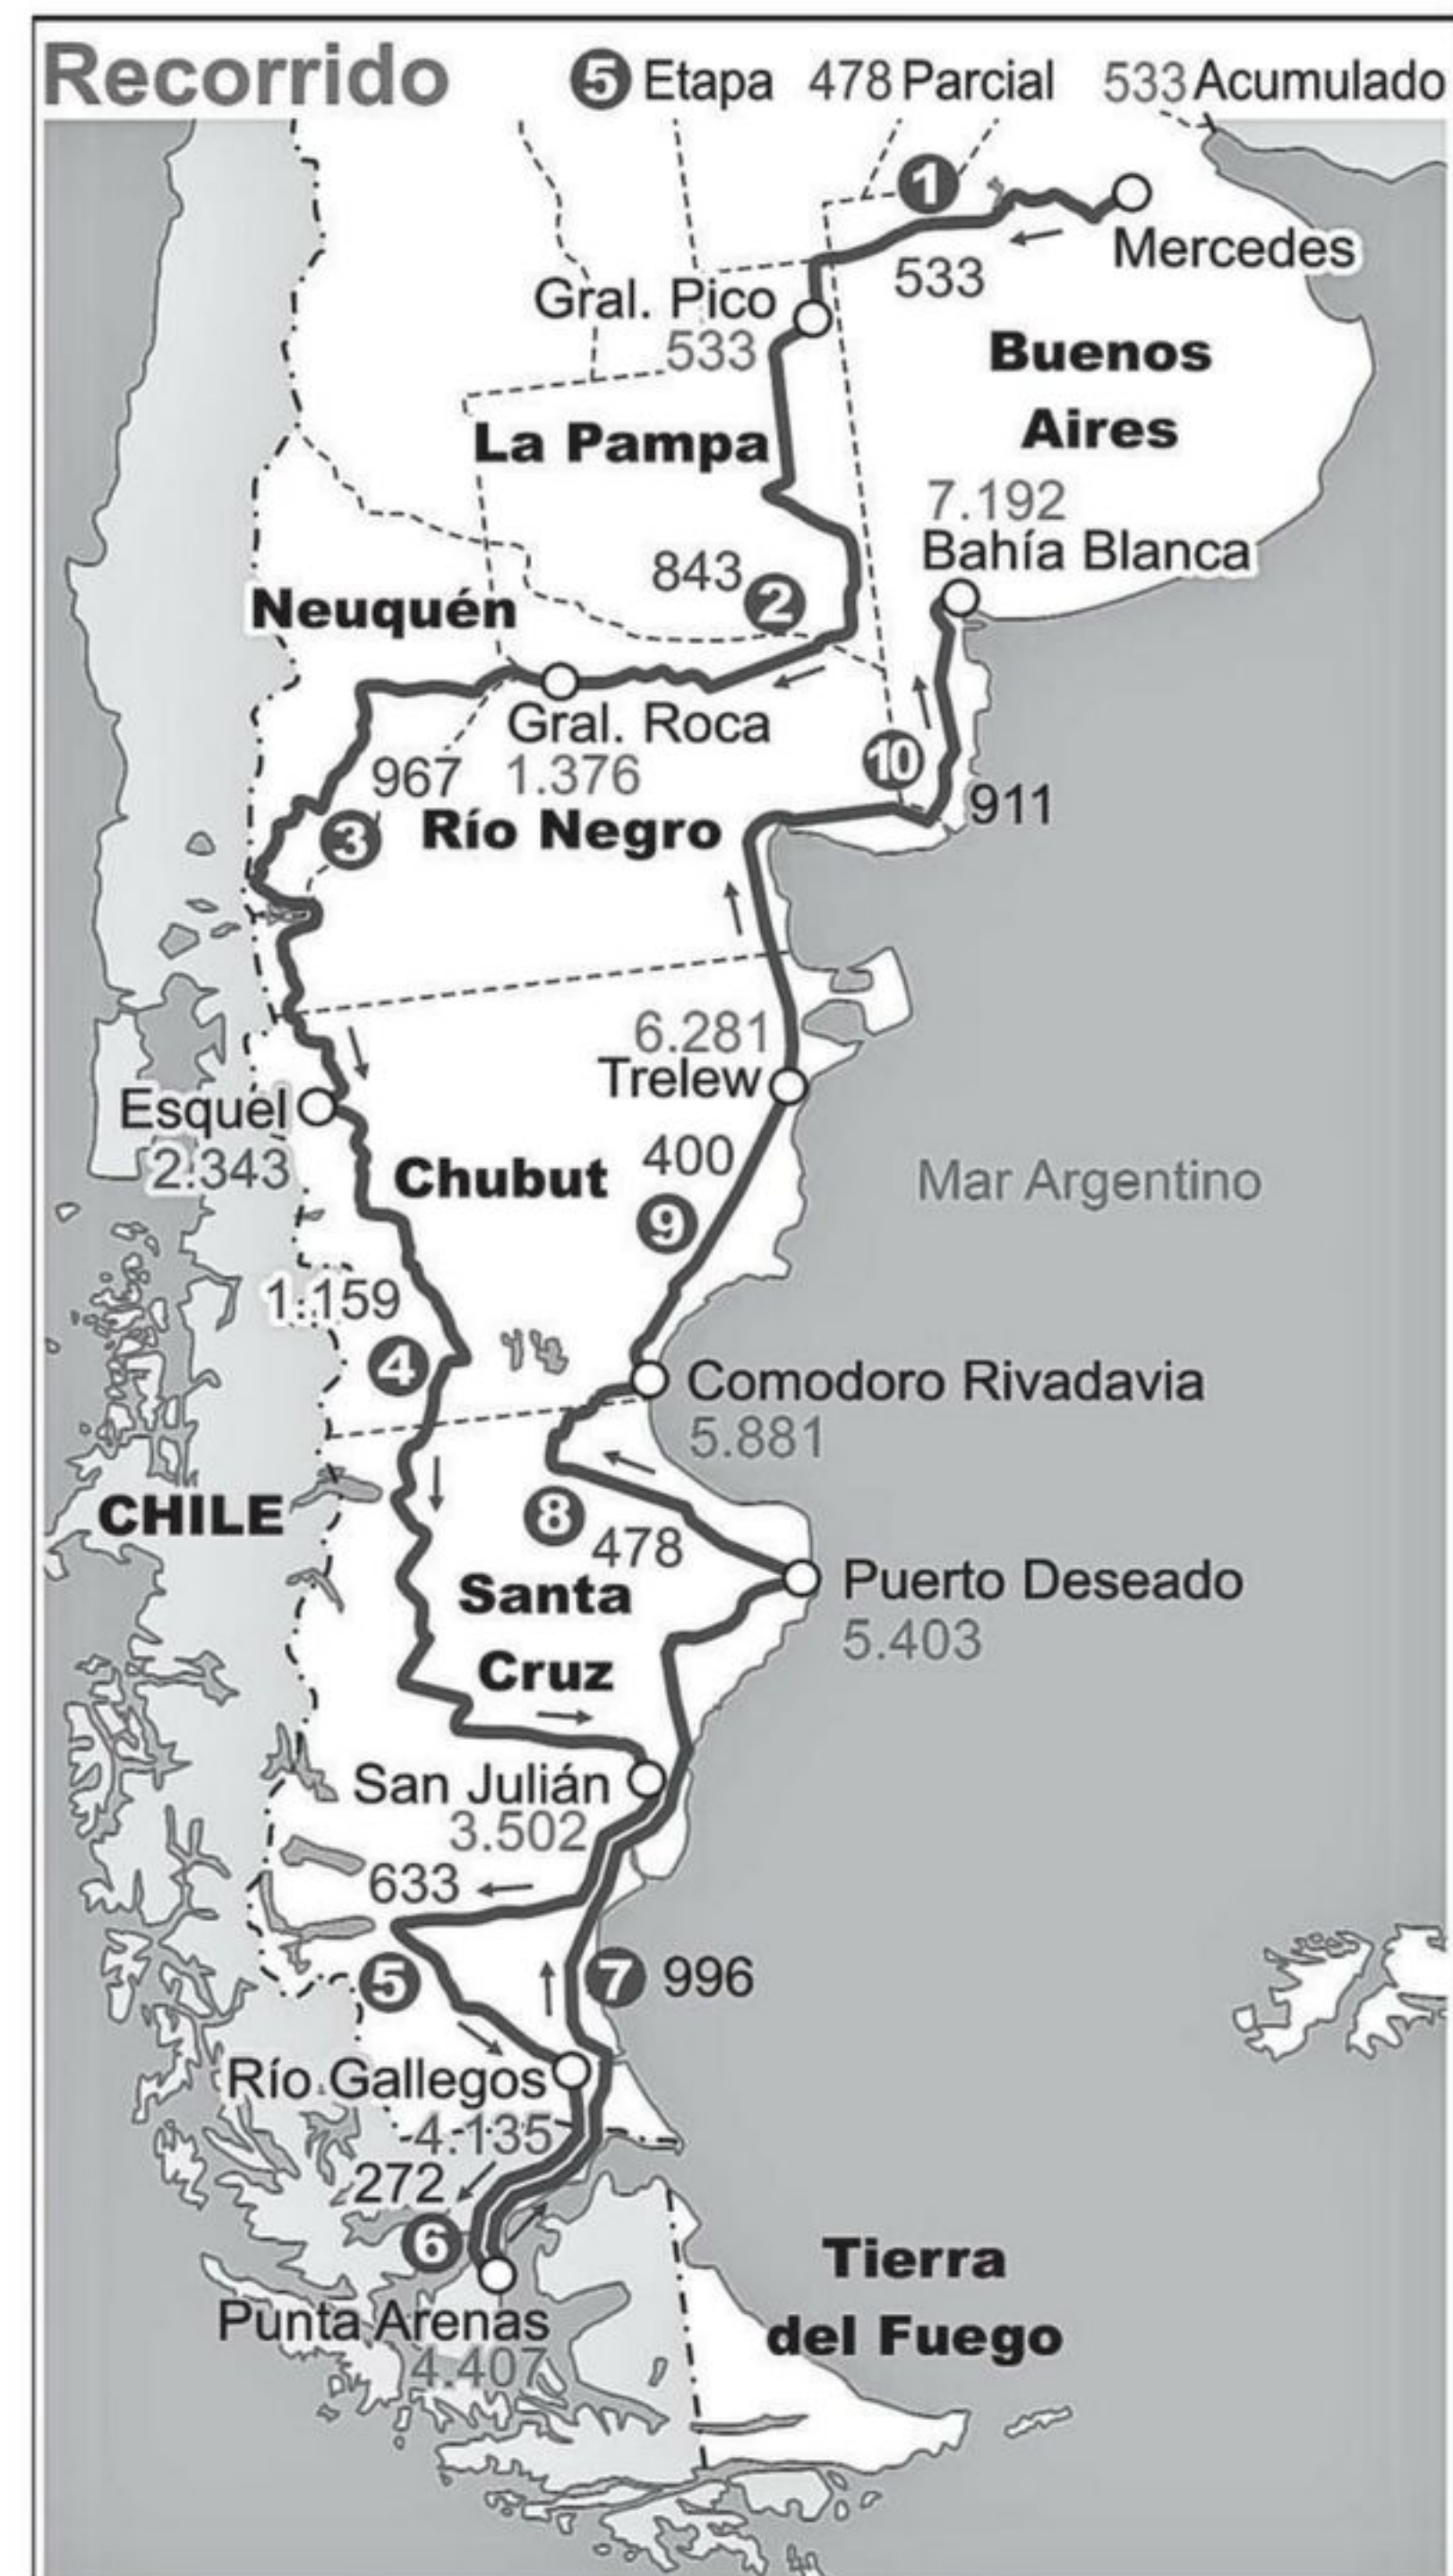 Recorrido
5 Etapa 478 Parcial 533 Acumulado
1
Mercedes
533
Gral. Pico
533
Buenos
Aires
La Pampa
7.192
Bahía Blanca
843
2
Neuquén
Gral. Roca
967
1.376
10
911
3
Río Negro
6.281
Trelew
Esquel
2.343
400
Chubut
Mar Argentino
9
1.159
4
Comodoro Rivadavia
5.881
CHILE
8
478
Santa
Cruz
Puerto Deseado
5.403
San Julián
3.502
633
5
7
996
Río Gallegos
4.135
272
6
Punta Arenas
4.407
Tierra
del Fuego